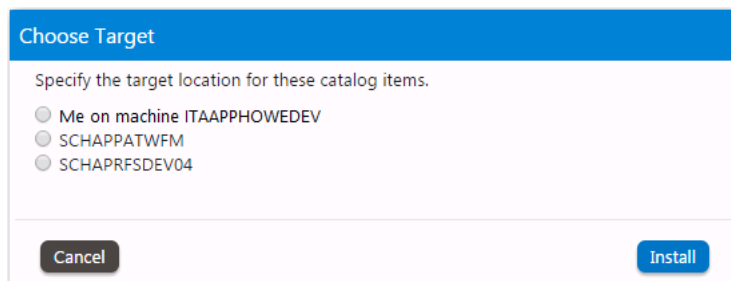 Choose Target
Specify the target location for these catalog items.
Me on machine ITAAPPHOWEDEV
SCHAPPATWFM
SCHAPRFSDEV04
Cancel
Install